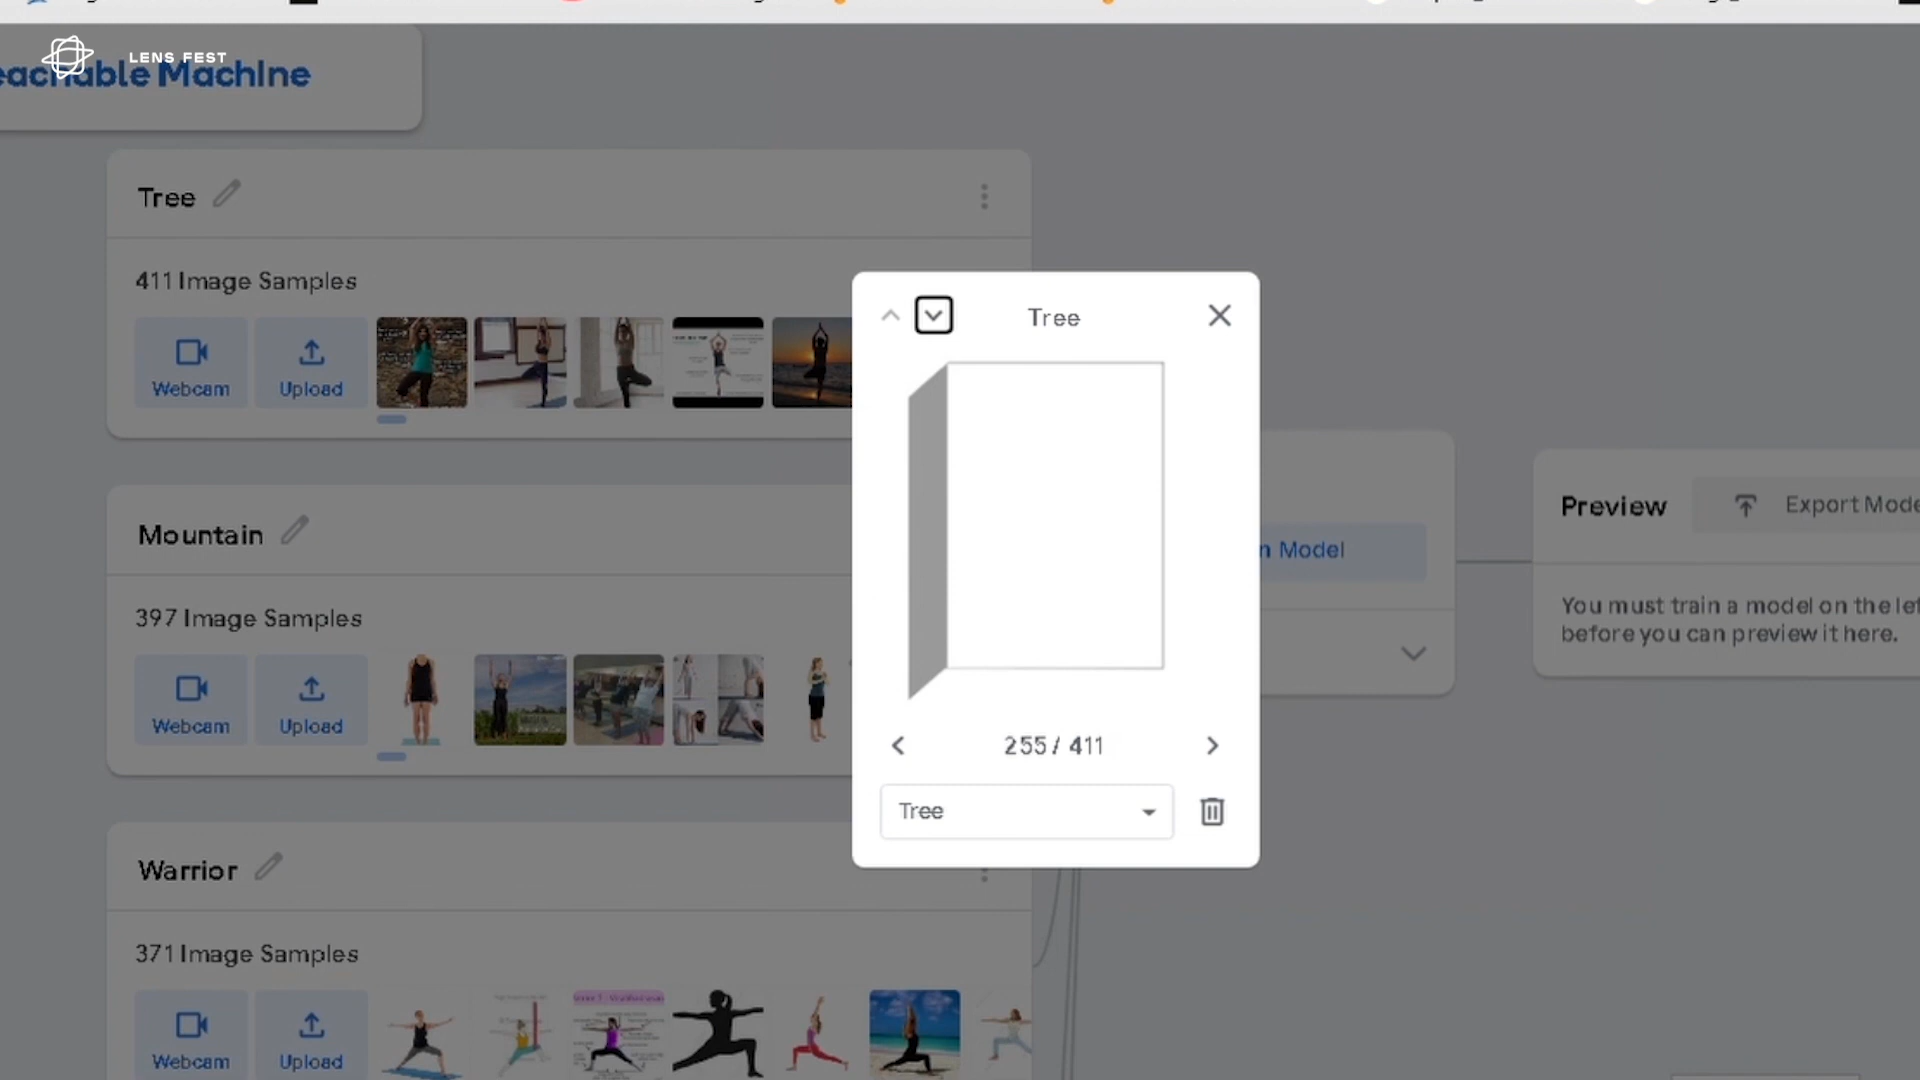 LENS FEST
eachable Machine
Tree
411 Image Samples
Webcam
Upload
Mountain
397 Image Samples
Webcam
Upload
Warrior
371 Image Samples
Webcam
Upload
Tree
255 / 411
Tree
n Model
Preview
Export Mode
You must train a model on the lef
before you can preview it here.